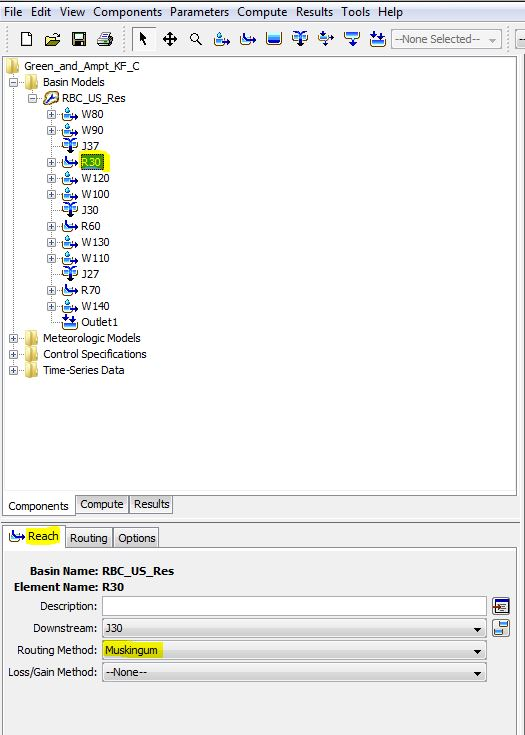 File Edit View Components Parameters Compute Results Tools Help
--None Selected--
Green_and_Ampt_KF_C
Basin Models
RBC_US_Res
W80
W90
J37
R30
W120
W100
J30
R60
W130
W110
J27
R70
W140
Outlet1
Meteorologic Models
Control Specifications
Time-Series Data
Components Compute Results
Reach Routing Options
Basin Name: RBC_US_Res
Element Name: R30
Description:
Downstream: J30
Routing Method: Muskingum
Loss/Gain Method: --None--